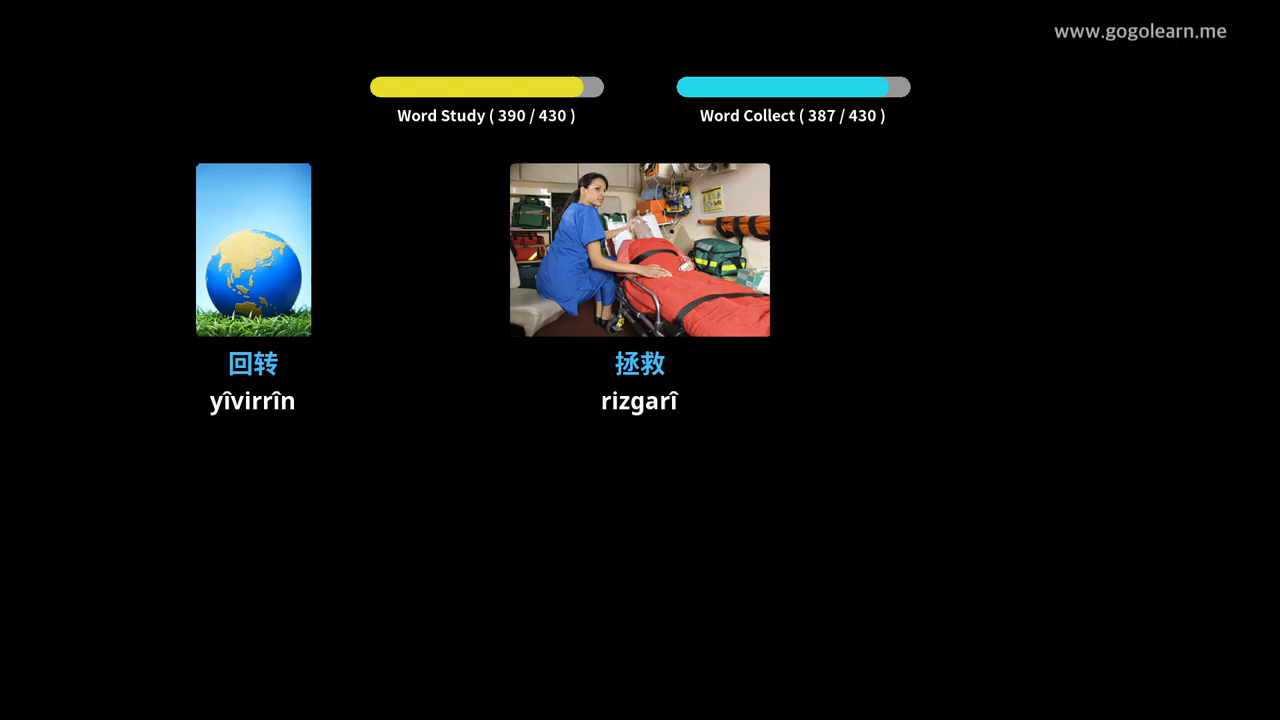 www.gogolearn.me
Word Study ( 390 / 430 )
Word Collect ( 387 / 430 )
回转
yîvirrîn
拯救
rizgarî